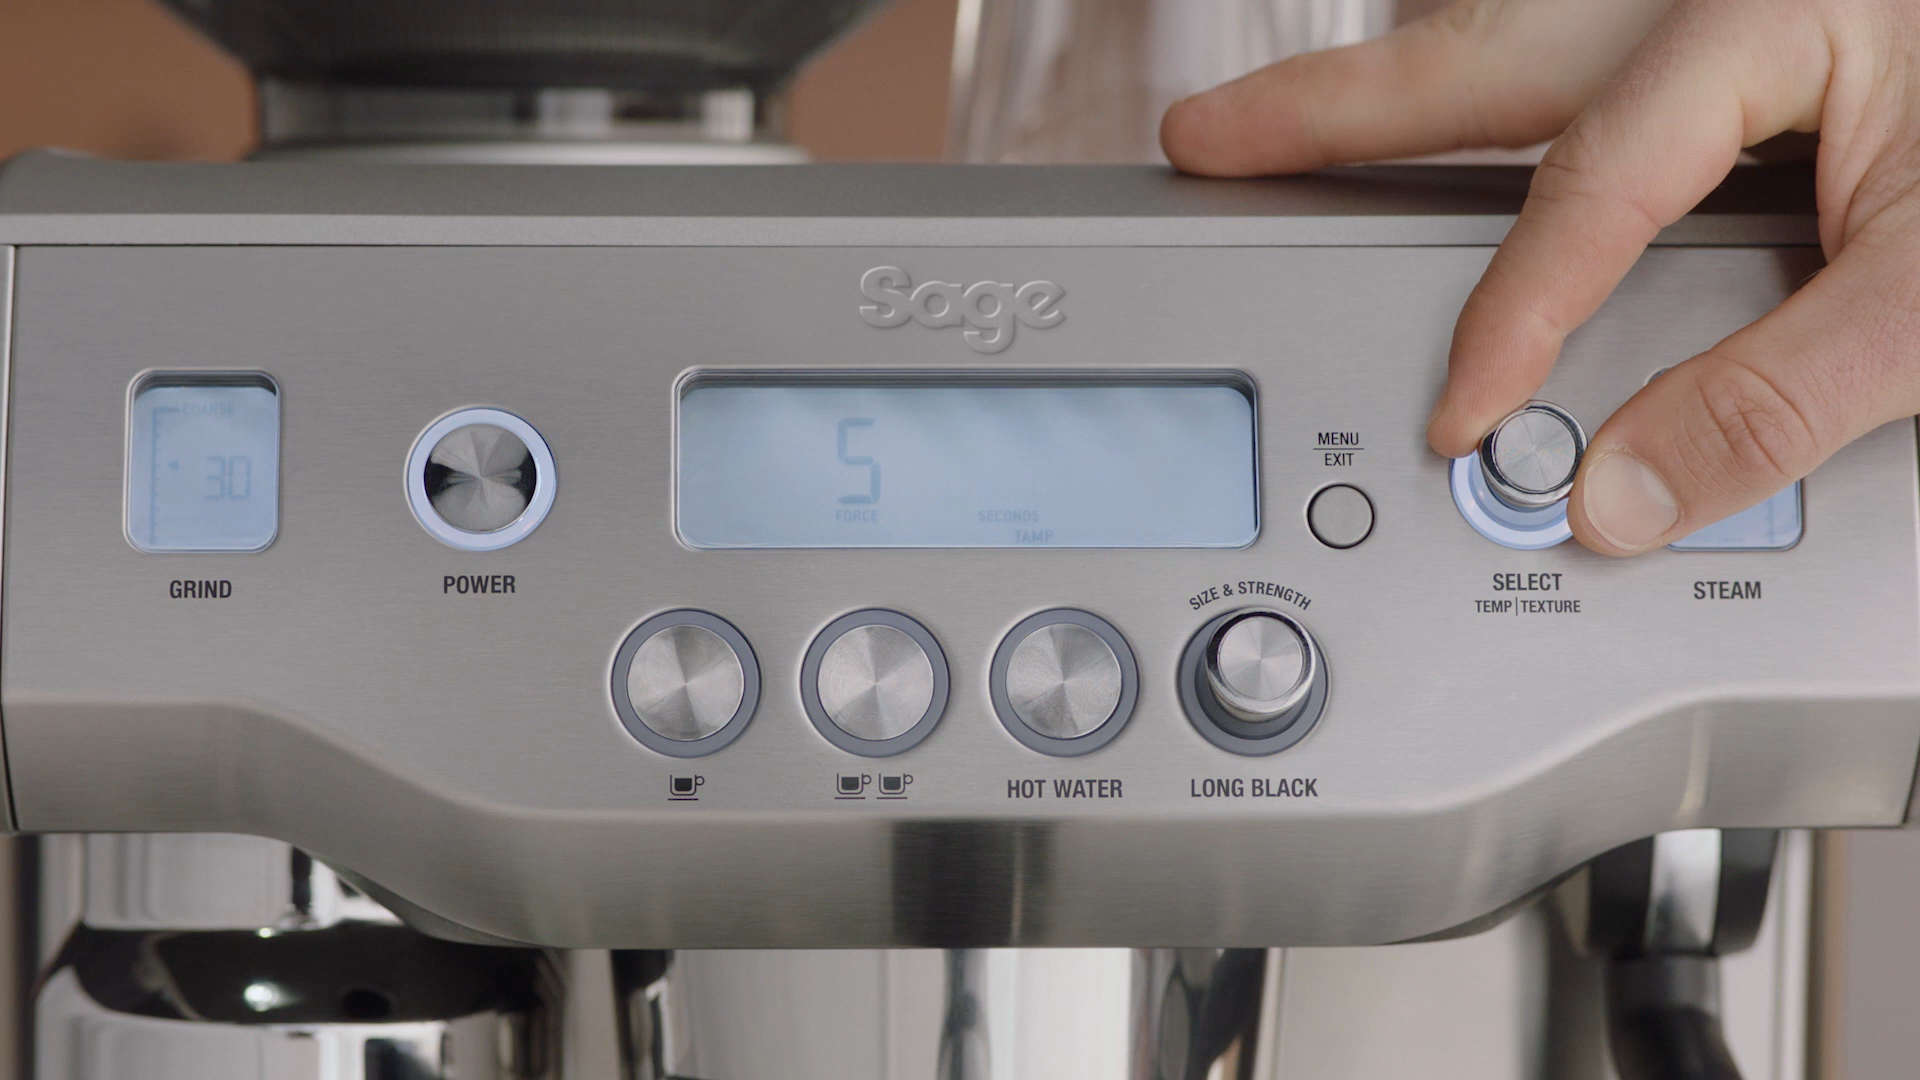 Sage
COARSE
30
5
FORCE
SECONDS
TAMP
MENU
EXIT
GRIND
POWER
SELECT
TEMP|TEXTURE
STEAM
SIZE & STRENGTH
HOT WATER
LONG BLACK